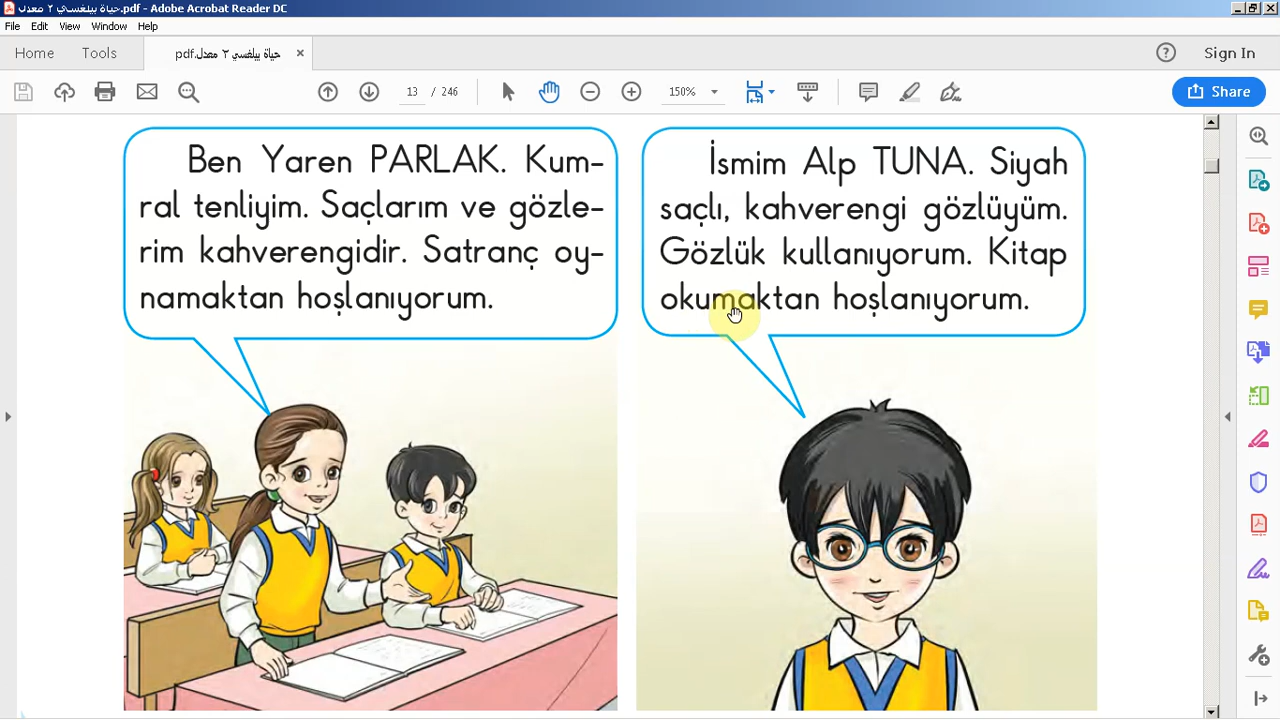 حياة بيلغسي ٢ معدل.pdf - Adobe Acrobat Reader DC
File Edit View Window Help
Home Tools حياة بيلغسي ٢ معدل.pdf × Sign In
13 / 246 150% Share
Ben Yaren PARLAK. Kum-
ral tenliyim. Saçlarım ve gözle-
rim kahverengidir. Satranç oy-
namaktan hoşlanıyorum.
İsmim Alp TUNA. Siyah
saçlı, kahverengi gözlüyüm.
Gözlük kullanıyorum. Kitap
okumaktan hoşlanıyorum.